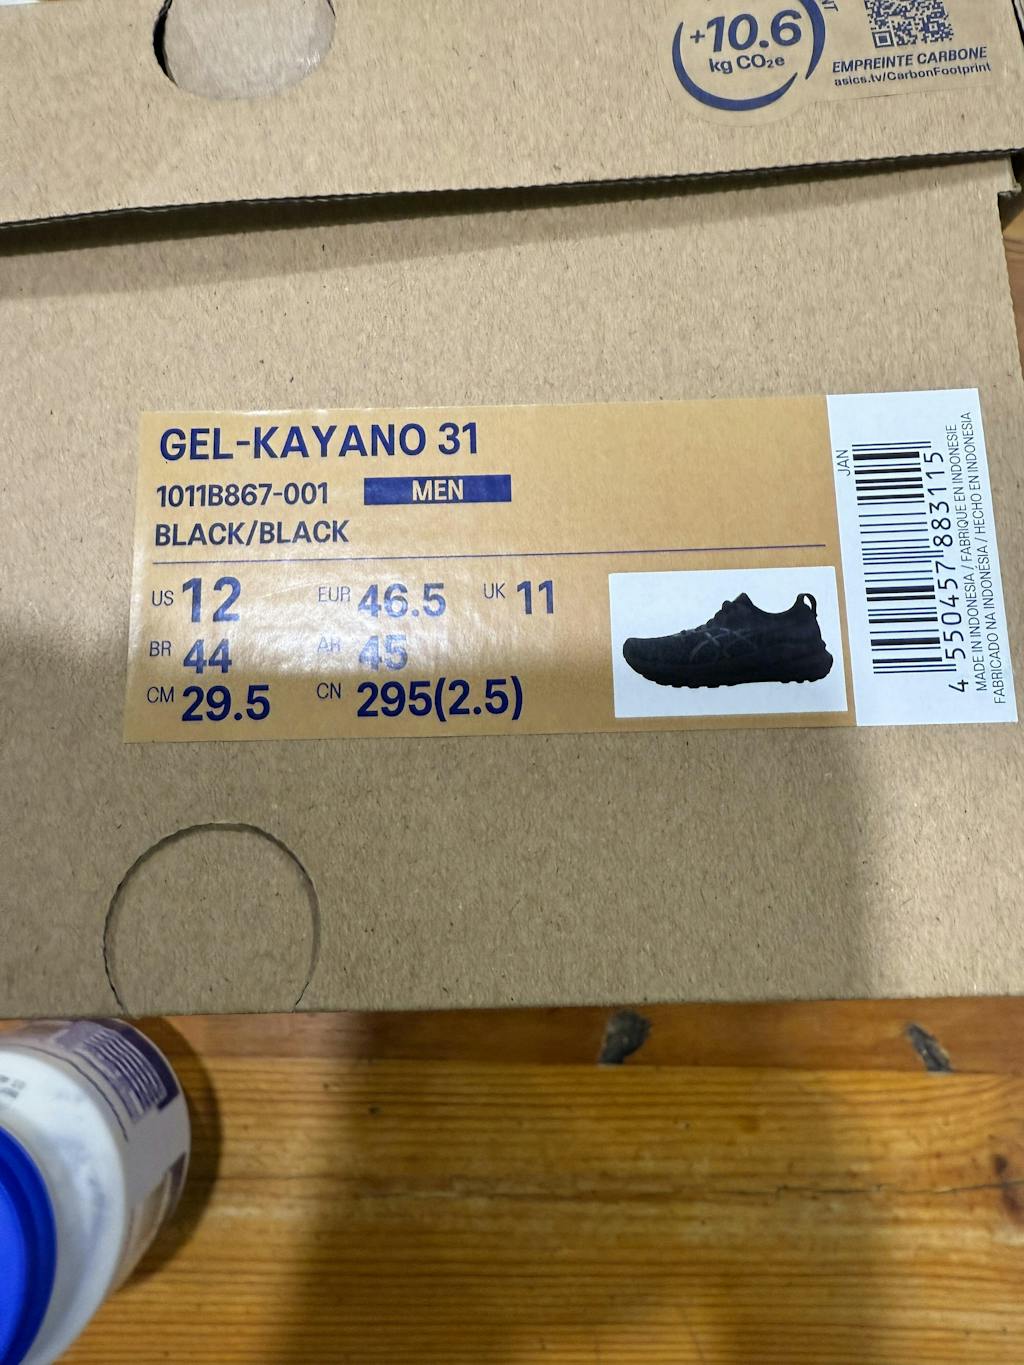 +10.6
kg CO₂e
EMPREINTE CARBONE
asics.tv/CarbonFootprint
GEL-KAYANO 31
1011B867-001 MEN
BLACK/BLACK
US 12 EUR 46.5 UK 11
BR 44 AR 45
CM 29.5 CN 295(2.5)
JAN
4 550457 883115
MADE IN INDONESIA / FABRIQUE EN INDONESIE
FABRICADO NA INDONÉSIA / HECHO EN INDONESIA